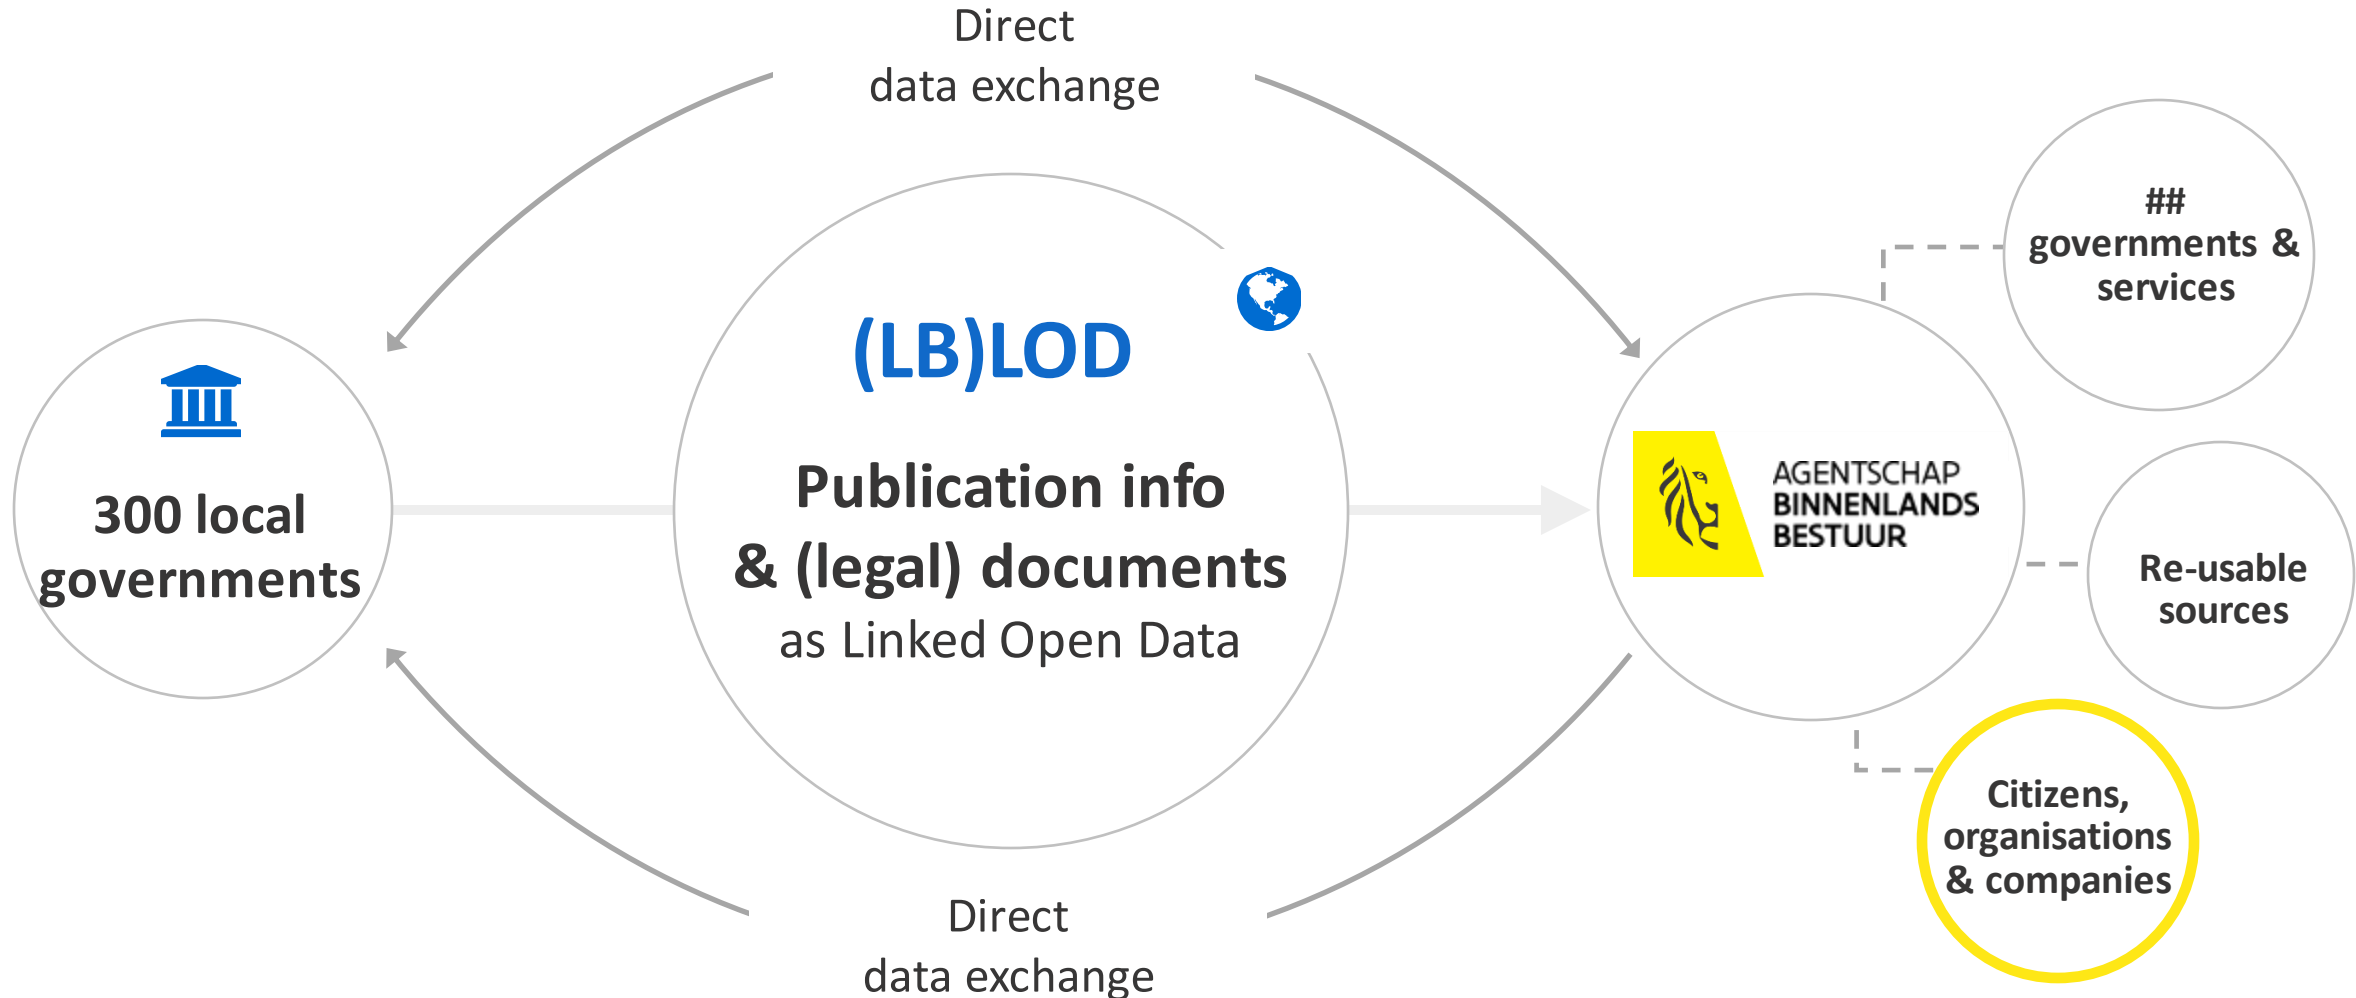 Direct
data exchange
##
governments &
services
(LB)LOD
Publication info
& (legal) documents
as Linked Open Data
300 local
governments
AGENTSCHAP
BINNENLANDS
BESTUUR
Re-usable
sources
Citizens,
organisations
& companies
Direct
data exchange